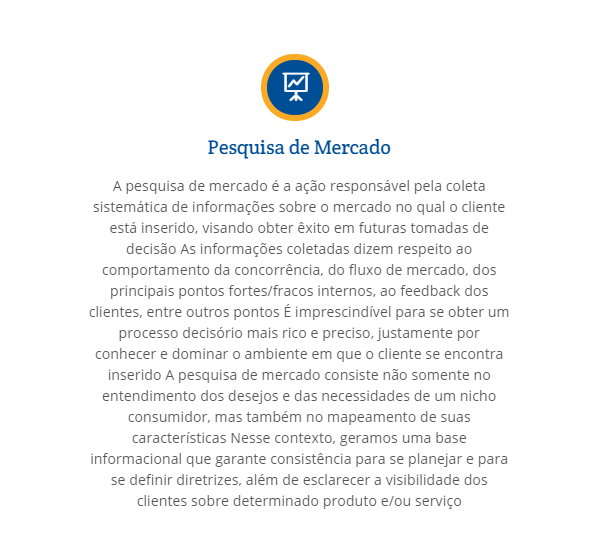 Pesquisa de Mercado
A pesquisa de mercado é a ação responsável pela coleta
sistemática de informações sobre o mercado no qual o cliente
está inserido, visando obter êxito em futuras tomadas de
decisão As informações coletadas dizem respeito ao
comportamento da concorrência, do fluxo de mercado, dos
principais pontos fortes/fracos internos, ao feedback dos
clientes, entre outros pontos É imprescindível para se obter um
processo decisório mais rico e preciso, justamente por
conhecer e dominar o ambiente em que o cliente se encontra
inserido A pesquisa de mercado consiste não somente no
entendimento dos desejos e das necessidades de um nicho
consumidor, mas também no mapeamento de suas
características Nesse contexto, geramos uma base
informacional que garante consistência para se planejar e para
se definir diretrizes, além de esclarecer a visibilidade dos
clientes sobre determinado produto e/ou serviço